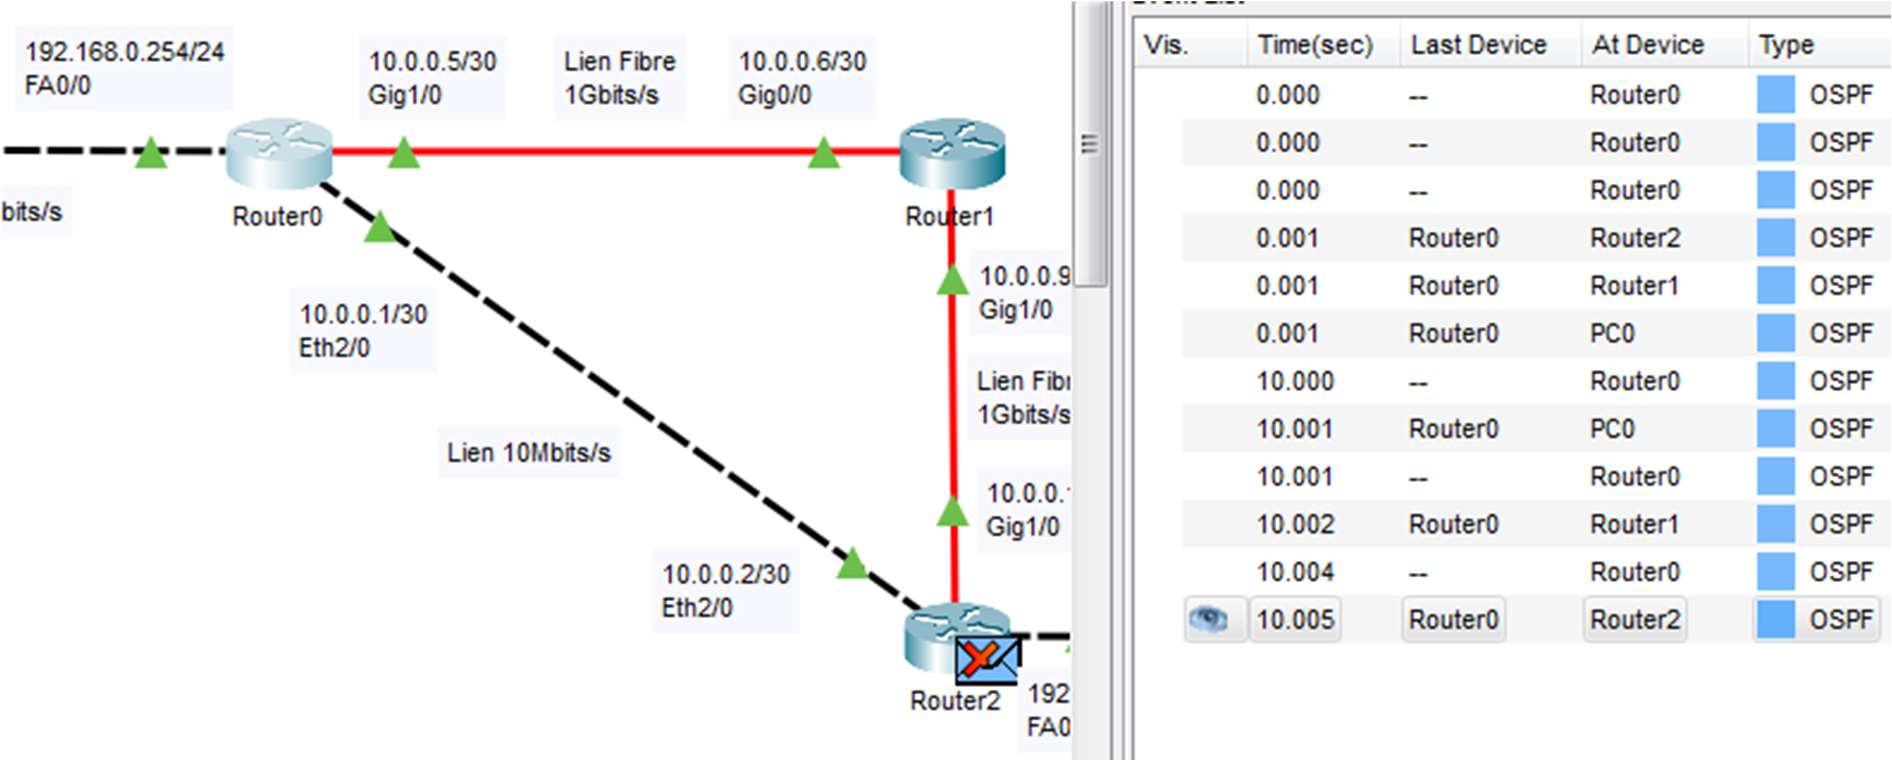 192.168.0.254/24
FA0/0
10.0.0.5/30
Gig1/0
Lien Fibre
1Gbits/s
10.0.0.6/30
Gig0/0
bits/s
Router0
Router1
10.0.0.9
Gig1/0
10.0.0.1/30
Eth2/0
Lien Fib
1Gbits/s
Lien 10Mbits/s
10.0.0.
Gig1/0
10.0.0.2/30
Eth2/0
Router2
192
FA0
Vis. Time(sec) Last Device At Device Type
0.000 -- Router0 OSPF
0.000 -- Router0 OSPF
0.000 -- Router0 OSPF
0.001 Router0 Router2 OSPF
0.001 Router0 Router1 OSPF
0.001 Router0 PC0 OSPF
10.000 -- Router0 OSPF
10.001 Router0 PC0 OSPF
10.001 -- Router0 OSPF
10.002 Router0 Router1 OSPF
10.004 -- Router0 OSPF
10.005 Router0 Router2 OSPF